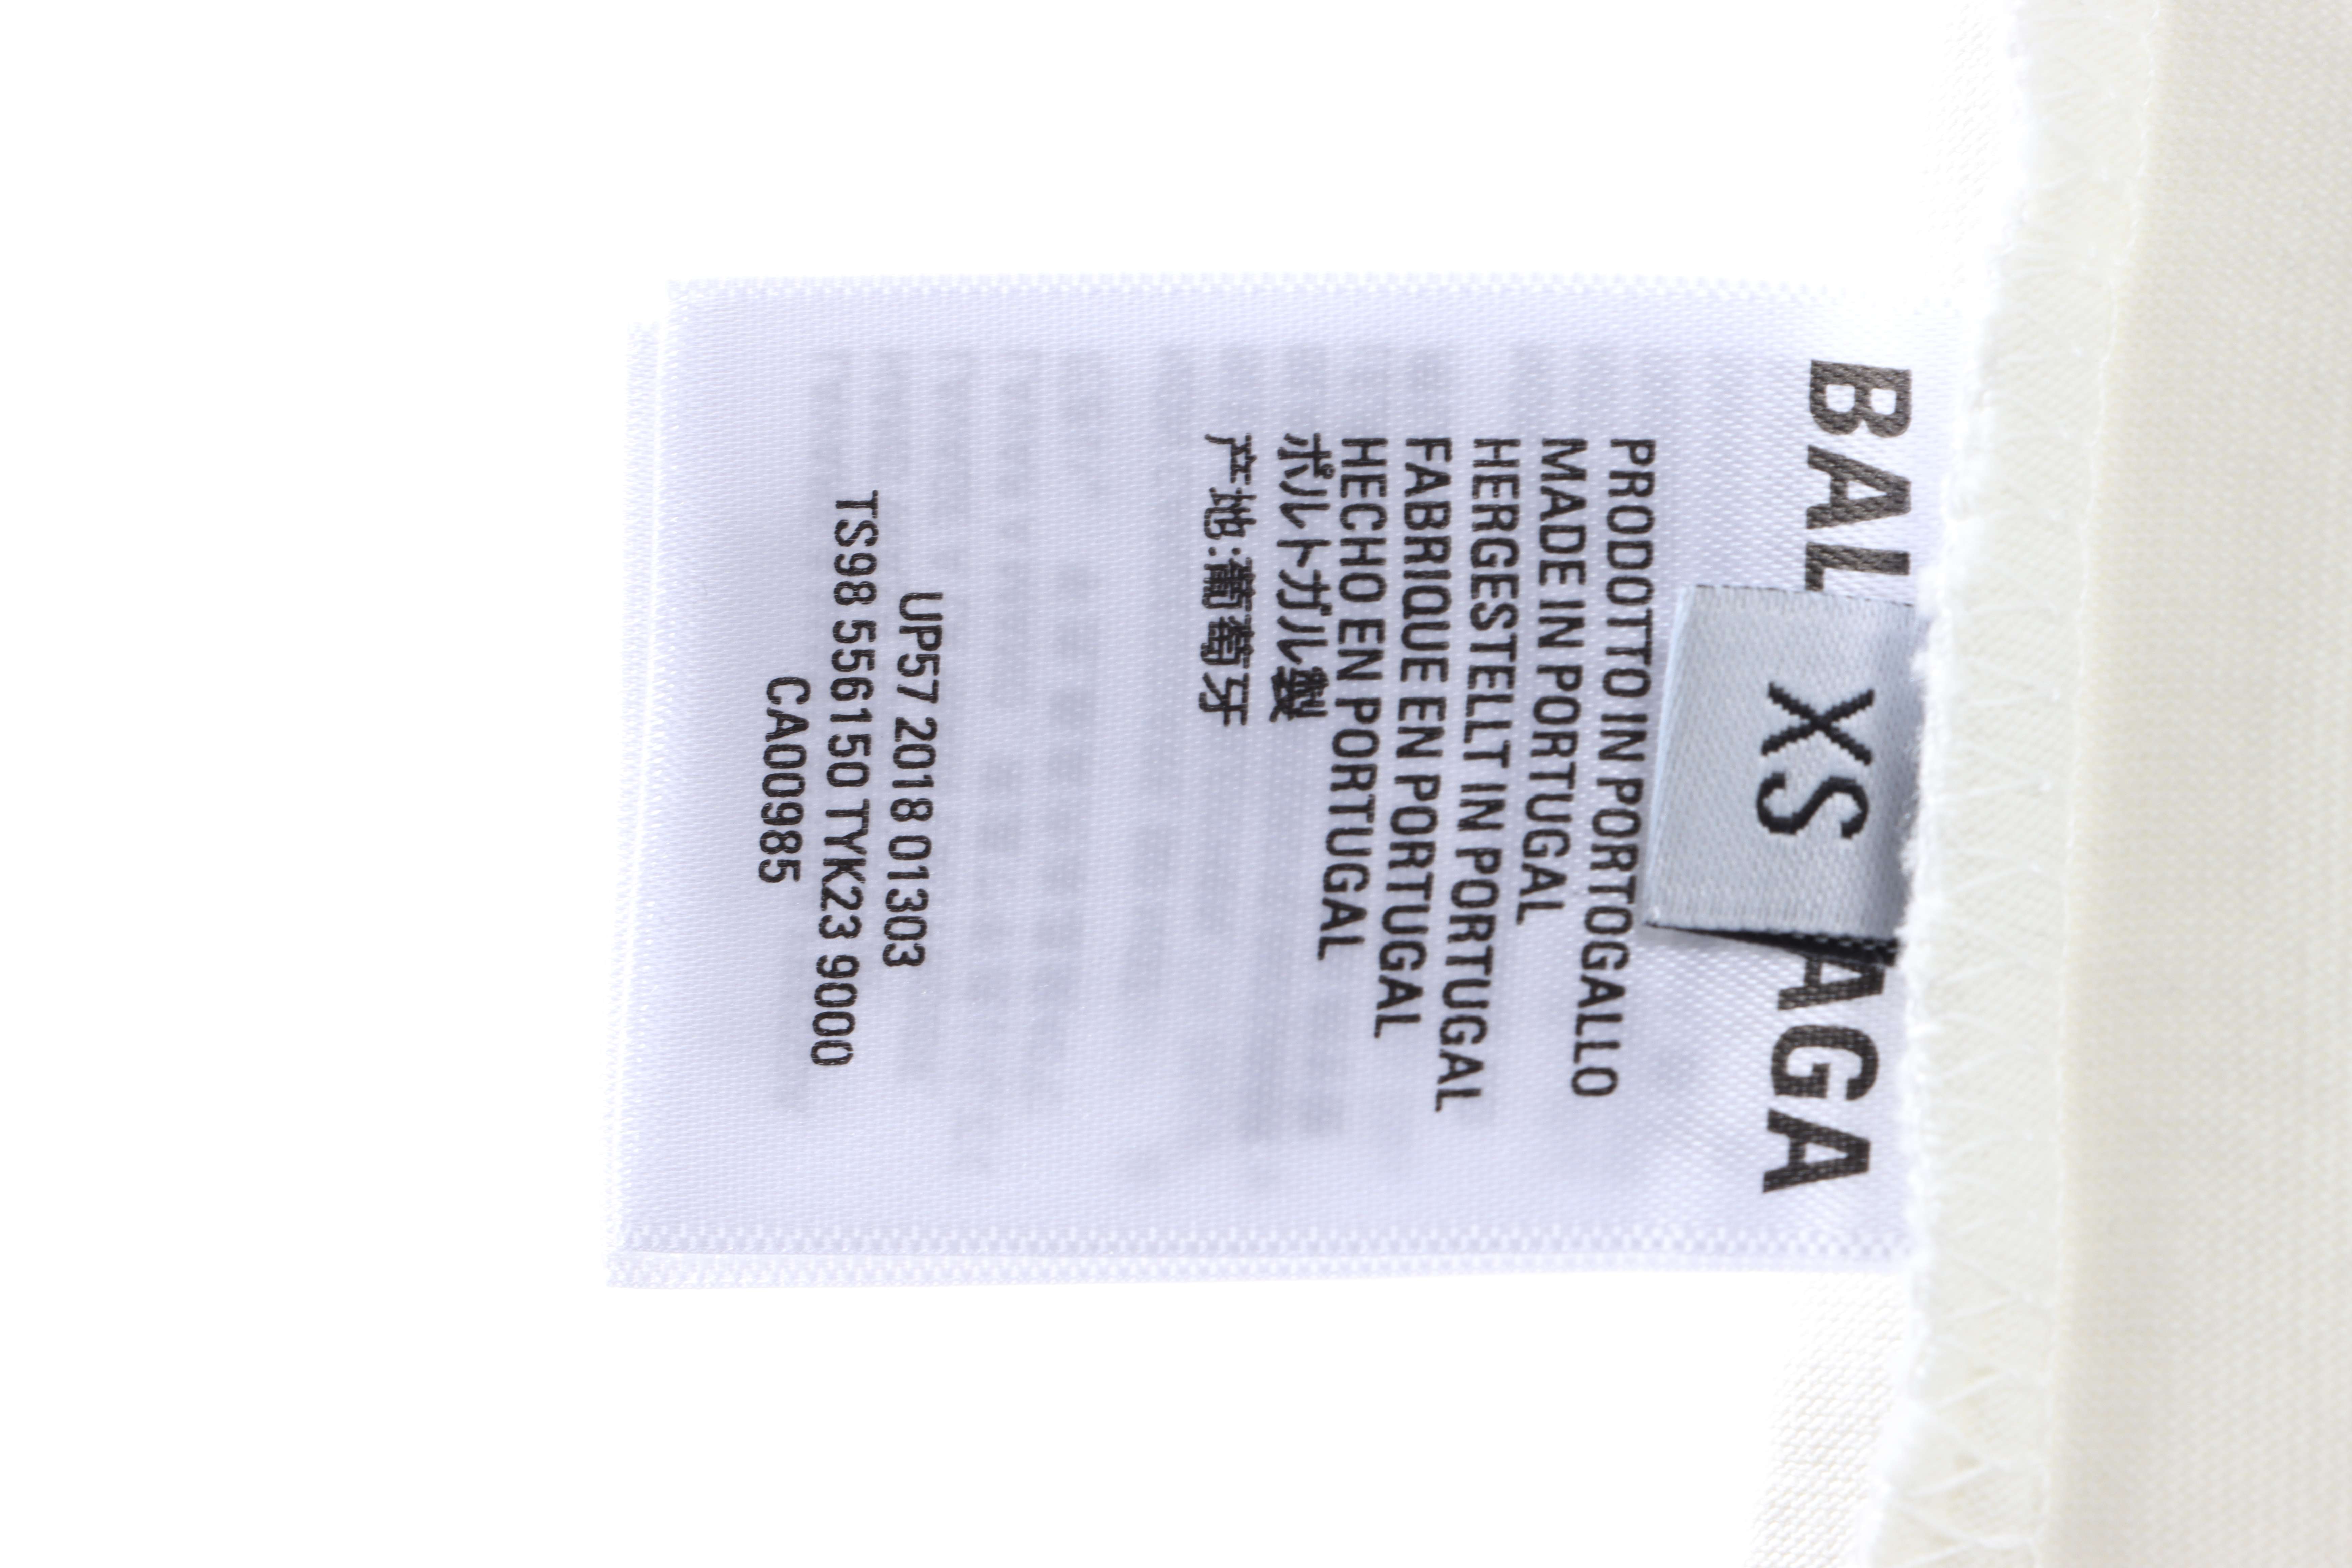 BAL AGA
XS
PRODOTTO IN PORTOGALLO
MADE IN PORTUGAL
HERGESTELLT IN PORTUGAL
FABRIQUE EN PORTUGAL
HECHO EN PORTUGAL
ポルトガル製
产地:葡萄牙
UP57 2018 01303
TS98 556150 TYK23 9000
CA00985